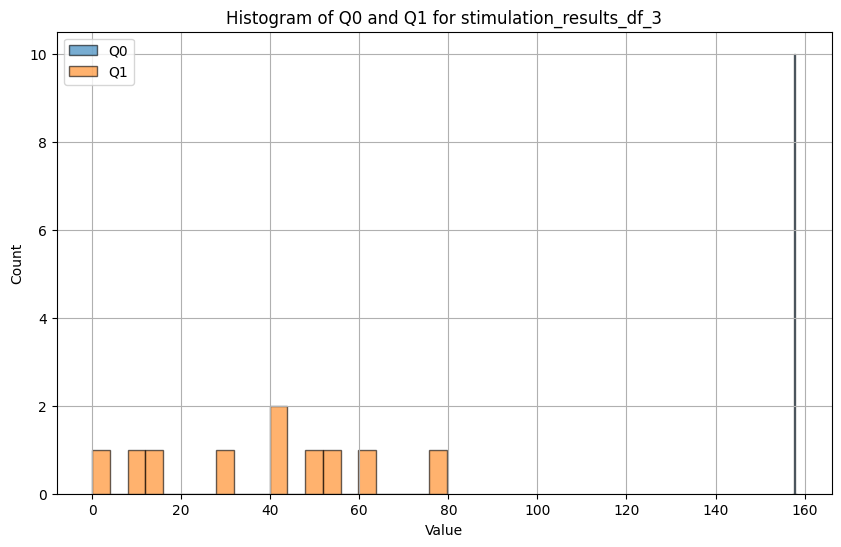 Histogram of Q0 and Q1 for stimulation_results_df_3
Q0
Q1
Count
10
8
6
4
2
0
0 20 40 60 80 100 120 140 160
Value